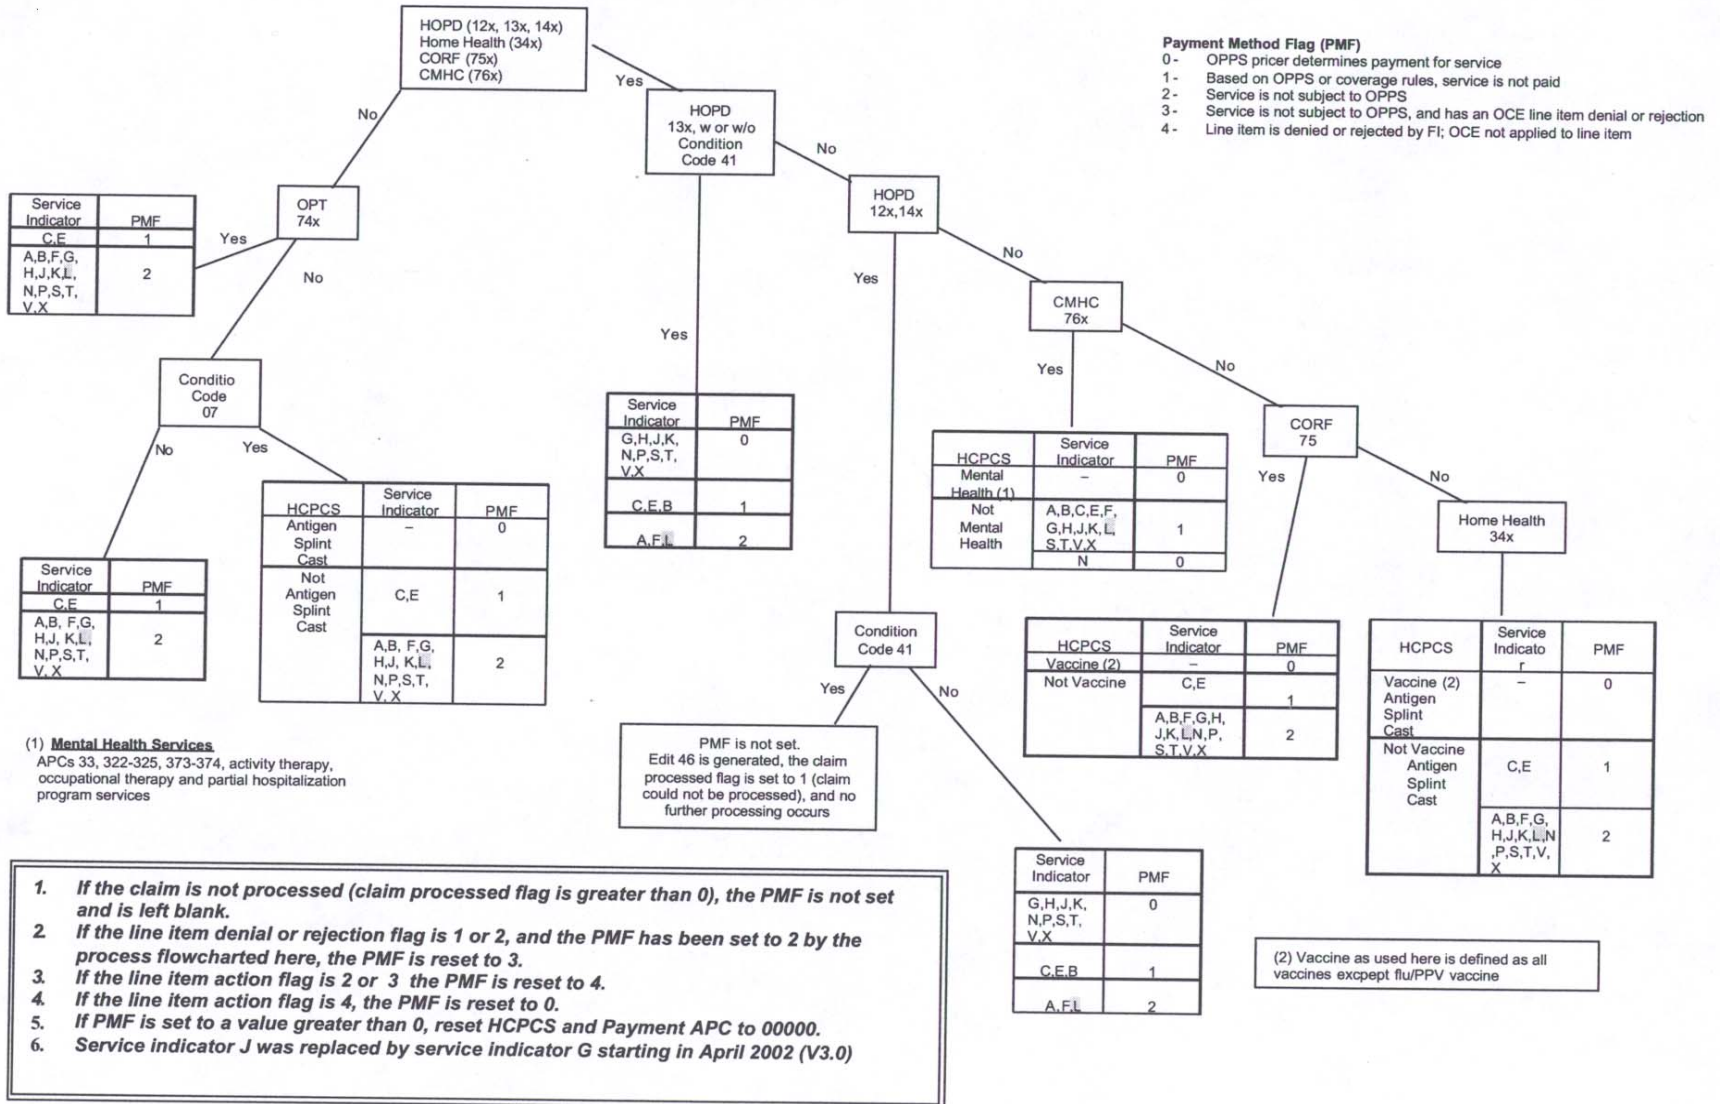 HOPD (12x, 13x, 14x)
Home Health (34x)
CORF (75x)
CMHC (76x)
Payment Method Flag (PMF)
0- OPPS pricer determines payment for service
1- Based on OPPS or coverage rules, service is not paid
2- Service is not subject to OPPS
3- Service is not subject to OPPS, and has an OCE line item denial or rejection
4- Line item is denied or rejected by FI; OCE not applied to line item
No
Yes
HOPD
13x, w or w/o
Condition
Code 41
No
HOPD
12x,14x
OPT
74x
Yes
No
Service
Indicator PMF
C,E 1
A,B,F,G,
H,J,K,L, 2
N,P,S,T,
V,X
Yes
Yes
No
CMHC
76x
Yes
No
Conditio
Code
07
No
Yes
CORF
75
Yes
No
Home Health
34x
Service
Indicator PMF
G,H,J,K, 0
N,P,S,T,
V,X
C,E,B 1
A,F,L 2
HCPCS Service Indicator PMF
Mental – 0
Health (1)
Not A,B,C,E,F,
Mental G,H,J,K,L, 1
Health S,T,V,X
N 0
Service
Indicator PMF
C,E 1
A,B, F,G,
H,J, K,L, 2
N,P,S,T,
V, X
HCPCS Service Indicator PMF
Antigen – 0
Splint
Cast
Not
Antigen C,E 1
Splint
Cast
A,B, F,G,
H,J, K,L, 2
N,P,S,T,
V, X
Condition
Code 41
Yes
No
HCPCS Service Indicator PMF
Vaccine (2) – 0
Not Vaccine C,E
1
A,B,F,G,H,
J,K,L,N,P, 2
S,T,V,X
HCPCS Service Indicato r PMF
Vaccine (2) – 0
Antigen
Splint
Cast
Not Vaccine
Antigen C,E 1
Splint
Cast
A,B,F,G,
H,J,K,L,N 2
,P,S,T,V,
X
PMF is not set.
Edit 46 is generated, the claim
processed flag is set to 1 (claim
could not be processed), and no
further processing occurs
(1) Mental Health Services
APCs 33, 322-325, 373-374, activity therapy,
occupational therapy and partial hospitalization
program services
Service
Indicator PMF
G,H,J,K, 0
N,P,S,T,
V,X
C,E,B 1
A,F,L 2
(2) Vaccine as used here is defined as all
vaccines excpept flu/PPV vaccine
1. If the claim is not processed (claim processed flag is greater than 0), the PMF is not set
and is left blank.
2 If the line item denial or rejection flag is 1 or 2, and the PMF has been set to 2 by the
process flowcharted here, the PMF is reset to 3.
3. If the line item action flag is 2 or 3 the PMF is reset to 4.
4. If the line item action flag is 4, the PMF is reset to 0.
5. If PMF is set to a value greater than 0, reset HCPCS and Payment APC to 00000.
6. Service indicator J was replaced by service indicator G starting in April 2002 (V3.0)